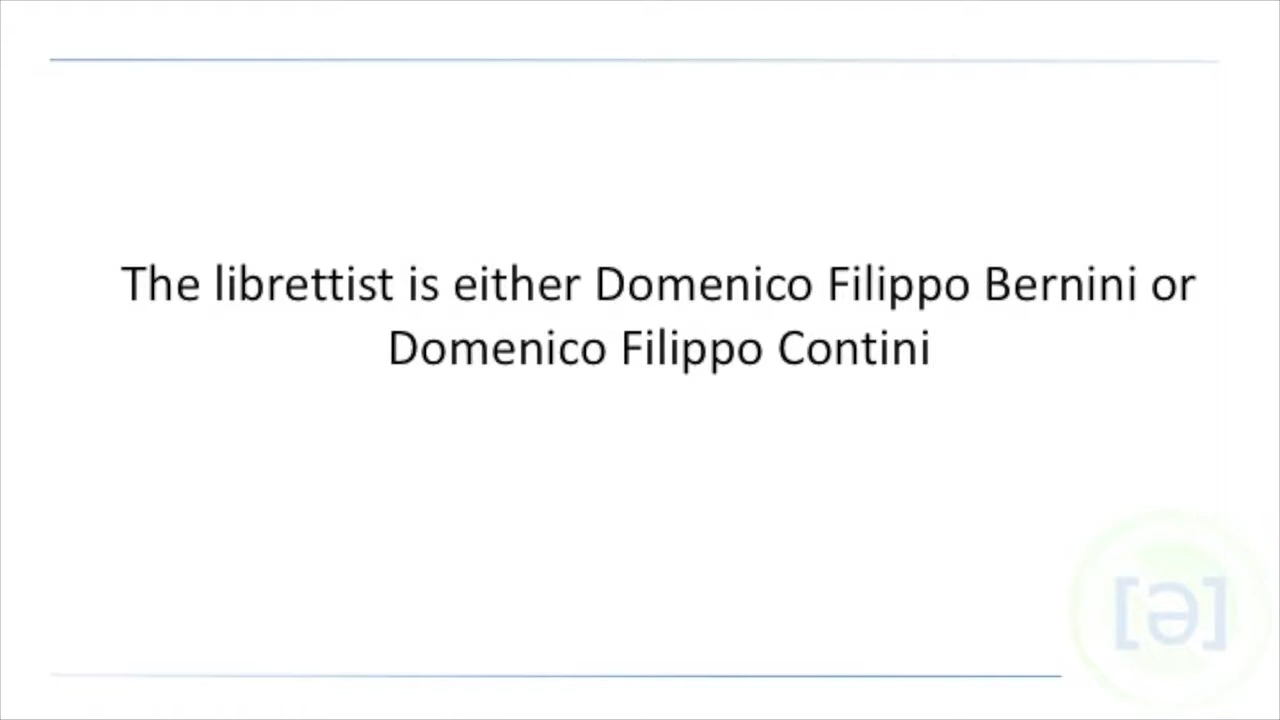 The librettist is either Domenico Filippo Bernini or
Domenico Filippo Contini
[ə]